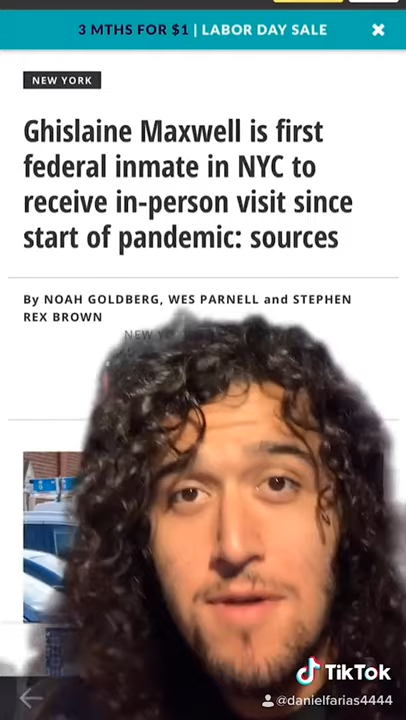 3 MTHS FOR $1 | LABOR DAY SALE
NEW YORK
Ghislaine Maxwell is first
federal inmate in NYC to
receive in-person visit since
start of pandemic: sources
By NOAH GOLDBERG, WES PARNELL and STEPHEN
REX BROWN
TikTok
@danielfarias4444